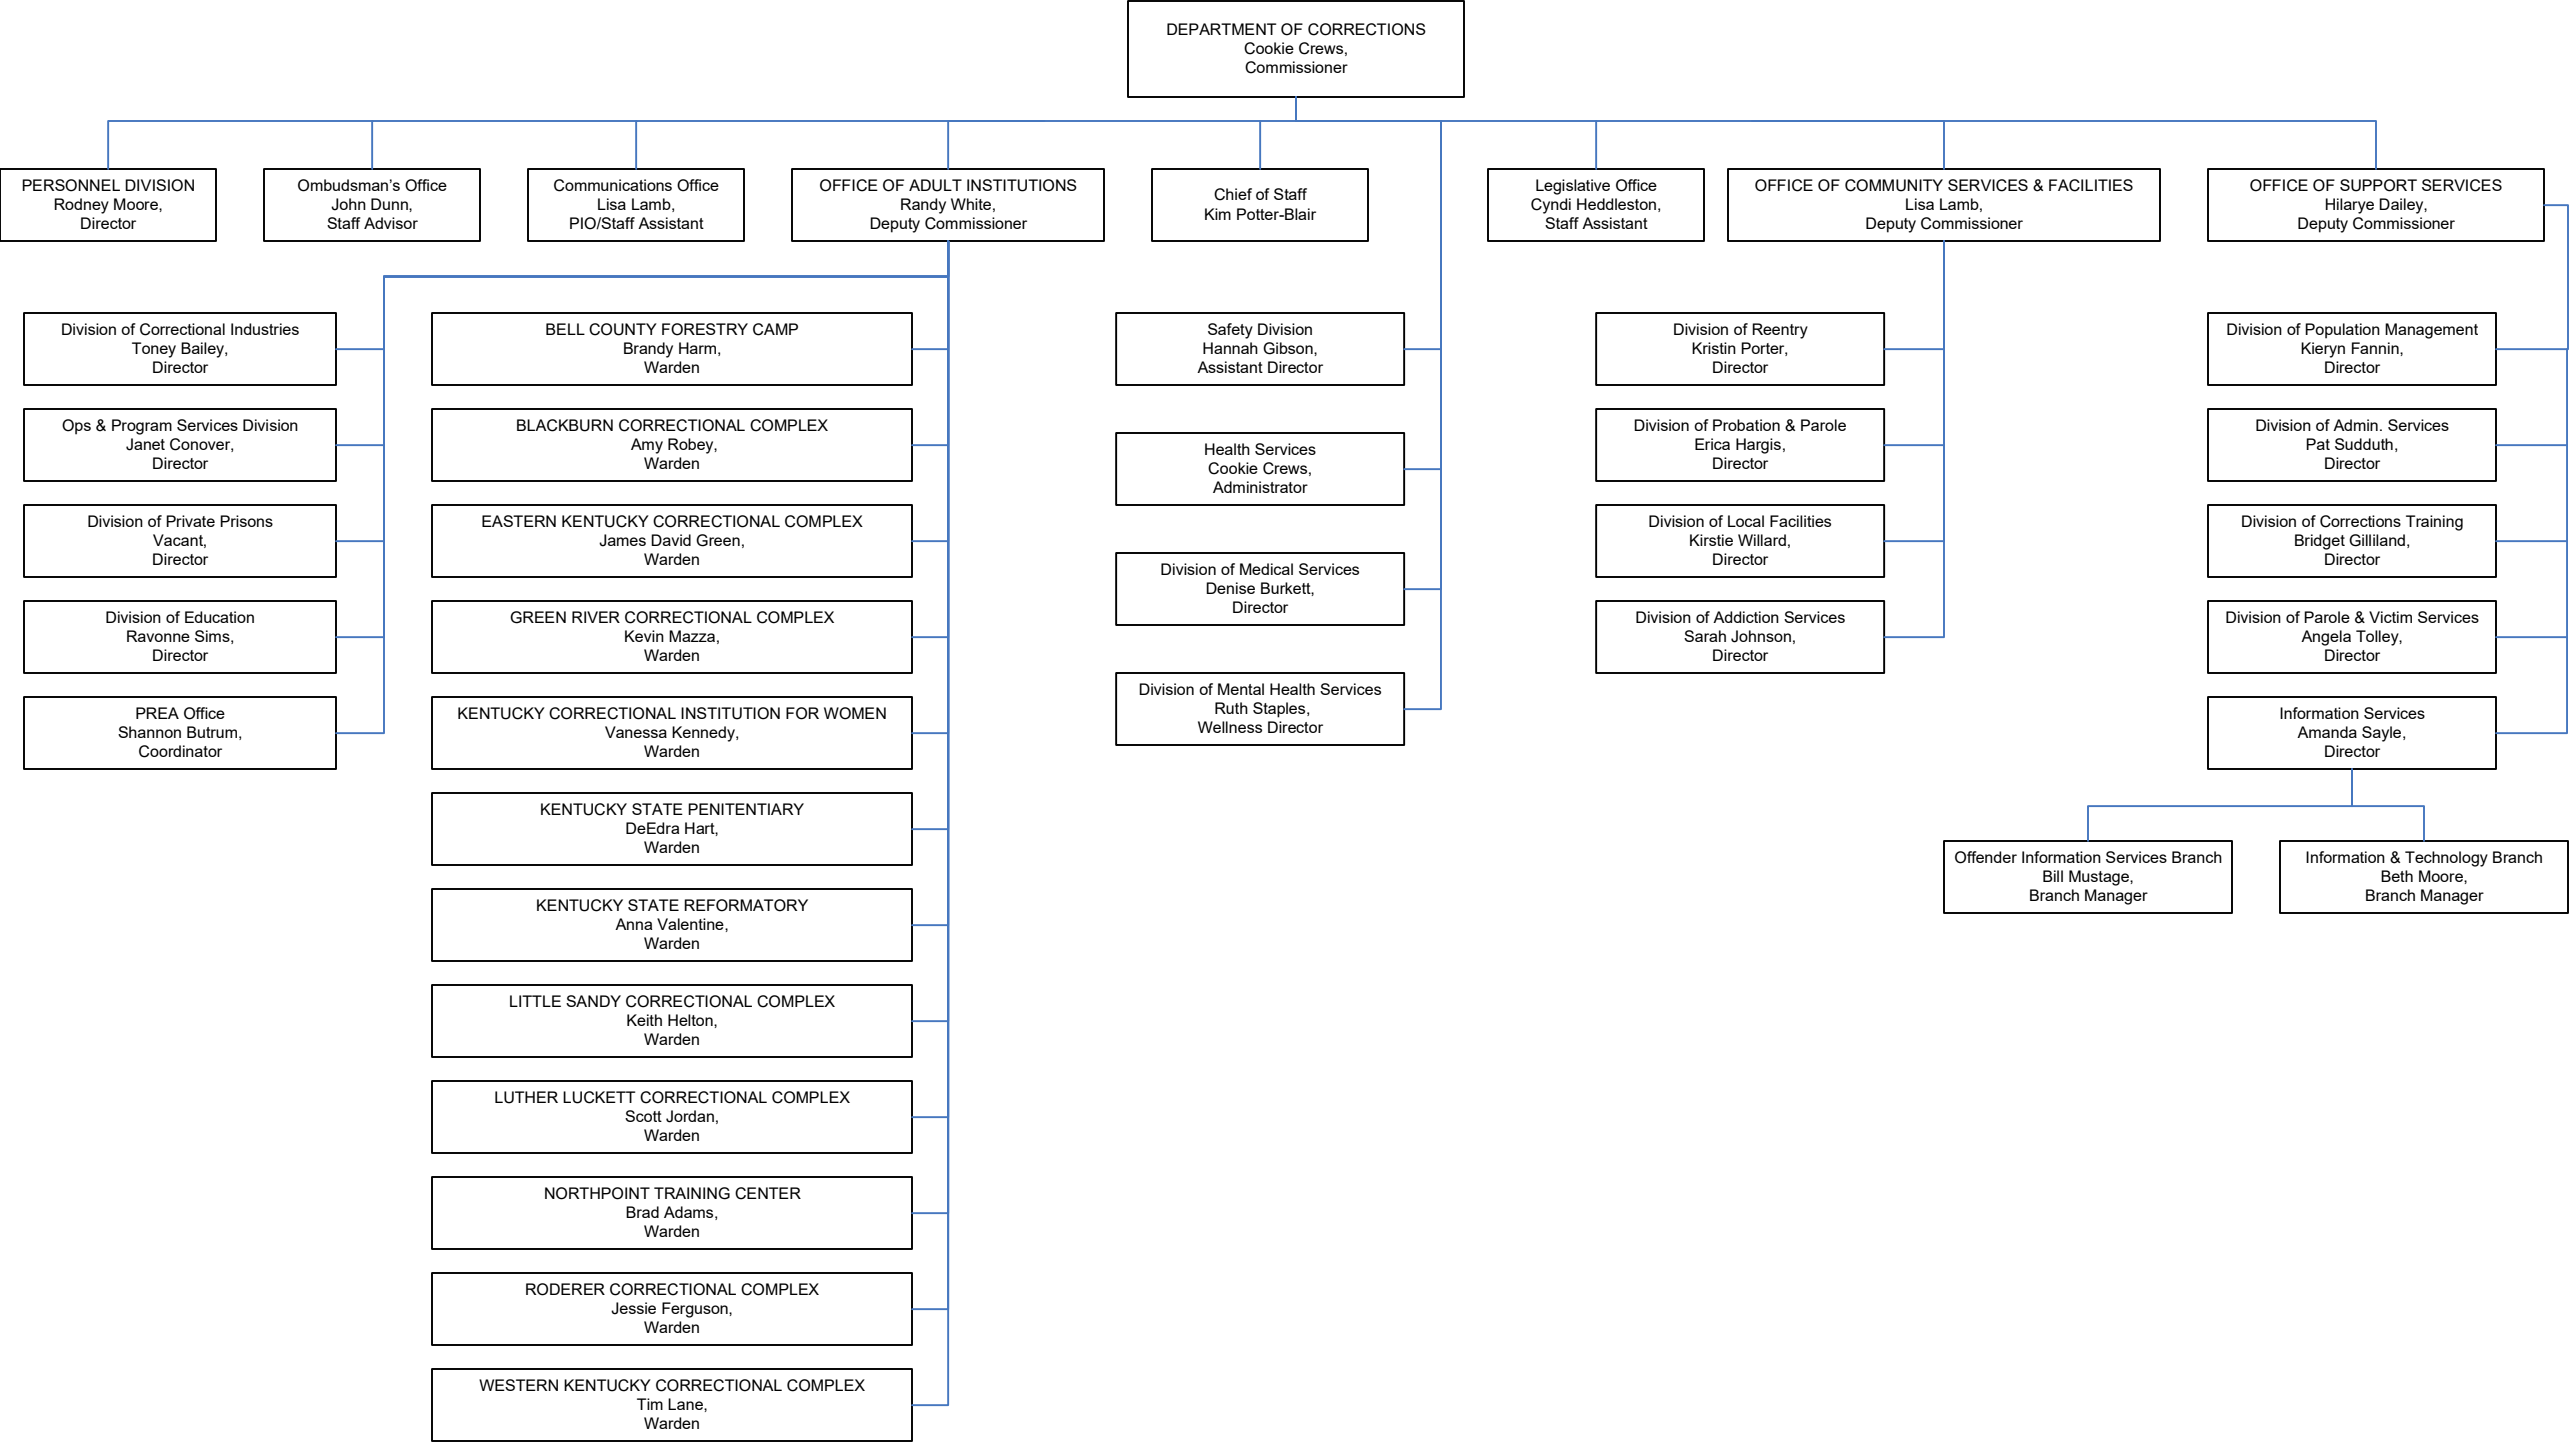 DEPARTMENT OF CORRECTIONS
Cookie Crews,
Commissioner
PERSONNEL DIVISION
Rodney Moore,
Director
Ombudsman’s Office
John Dunn,
Staff Advisor
Communications Office
Lisa Lamb,
PIO/Staff Assistant
OFFICE OF ADULT INSTITUTIONS
Randy White,
Deputy Commissioner
Chief of Staff
Kim Potter-Blair
Legislative Office
Cyndi Heddleston,
Staff Assistant
OFFICE OF COMMUNITY SERVICES & FACILITIES
Lisa Lamb,
Deputy Commissioner
OFFICE OF SUPPORT SERVICES
Hilarye Dailey,
Deputy Commissioner
Division of Correctional Industries
Toney Bailey,
Director
Ops & Program Services Division
Janet Conover,
Director
Division of Private Prisons
Vacant,
Director
Division of Education
Ravonne Sims,
Director
PREA Office
Shannon Butrum,
Coordinator
BELL COUNTY FORESTRY CAMP
Brandy Harm,
Warden
BLACKBURN CORRECTIONAL COMPLEX
Amy Robey,
Warden
EASTERN KENTUCKY CORRECTIONAL COMPLEX
James David Green,
Warden
GREEN RIVER CORRECTIONAL COMPLEX
Kevin Mazza,
Warden
KENTUCKY CORRECTIONAL INSTITUTION FOR WOMEN
Vanessa Kennedy,
Warden
KENTUCKY STATE PENITENTIARY
DeEdra Hart,
Warden
KENTUCKY STATE REFORMATORY
Anna Valentine,
Warden
LITTLE SANDY CORRECTIONAL COMPLEX
Keith Helton,
Warden
LUTHER LUCKETT CORRECTIONAL COMPLEX
Scott Jordan,
Warden
NORTHPOINT TRAINING CENTER
Brad Adams,
Warden
RODERER CORRECTIONAL COMPLEX
Jessie Ferguson,
Warden
WESTERN KENTUCKY CORRECTIONAL COMPLEX
Tim Lane,
Warden
Safety Division
Hannah Gibson,
Assistant Director
Health Services
Cookie Crews,
Administrator
Division of Medical Services
Denise Burkett,
Director
Division of Mental Health Services
Ruth Staples,
Wellness Director
Division of Reentry
Kristin Porter,
Director
Division of Probation & Parole
Erica Hargis,
Director
Division of Local Facilities
Kirstie Willard,
Director
Division of Addiction Services
Sarah Johnson,
Director
Division of Population Management
Kieryn Fannin,
Director
Division of Admin. Services
Pat Sudduth,
Director
Division of Corrections Training
Bridget Gilliland,
Director
Division of Parole & Victim Services
Angela Tolley,
Director
Information Services
Amanda Sayle,
Director
Offender Information Services Branch
Bill Mustage,
Branch Manager
Information & Technology Branch
Beth Moore,
Branch Manager